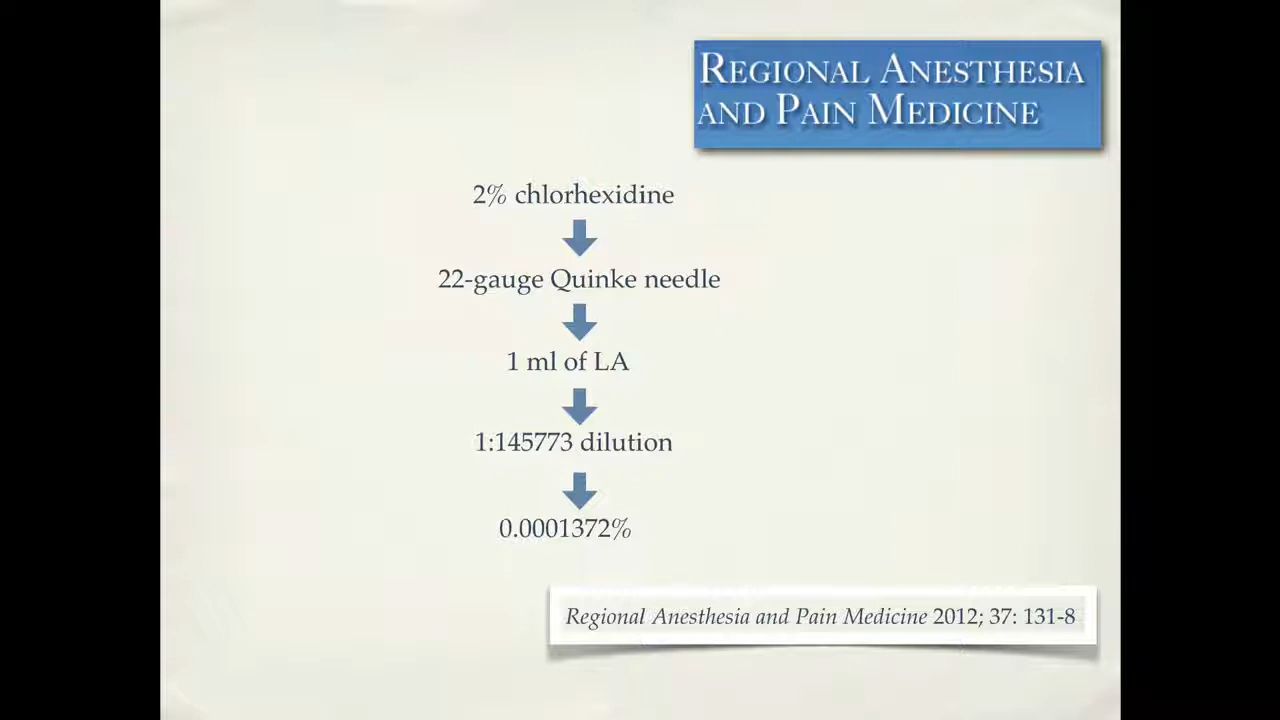 REGIONAL ANESTHESIA
AND PAIN MEDICINE
2% chlorhexidine
22-gauge Quinke needle
1 ml of LA
1:145773 dilution
0.0001372%
Regional Anesthesia and Pain Medicine 2012; 37: 131-8